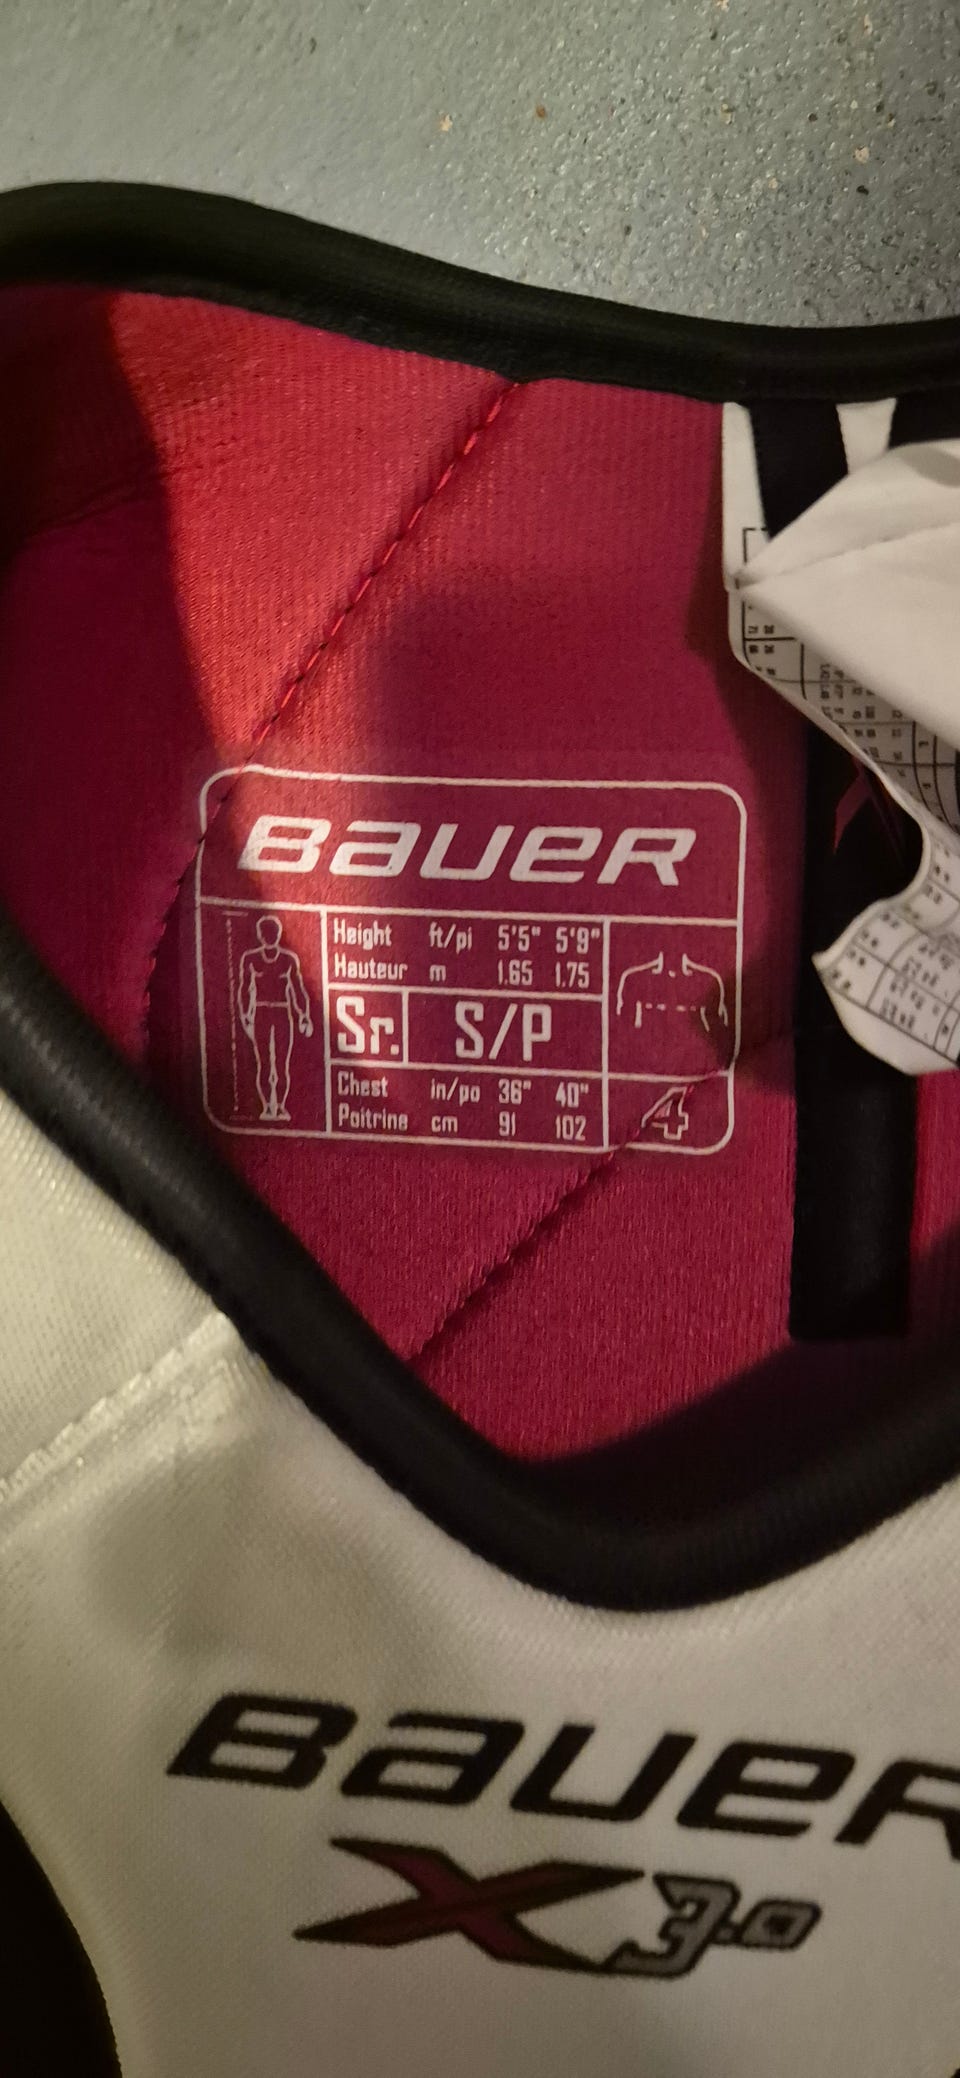 BAUER
Height ft/pi 5'5" 5'9"
Hauteur m 1.65 1.75
Sr. S/P
Chest in/po 36" 40"
Poitrine cm 91 102
4
BAUER
X 3.0